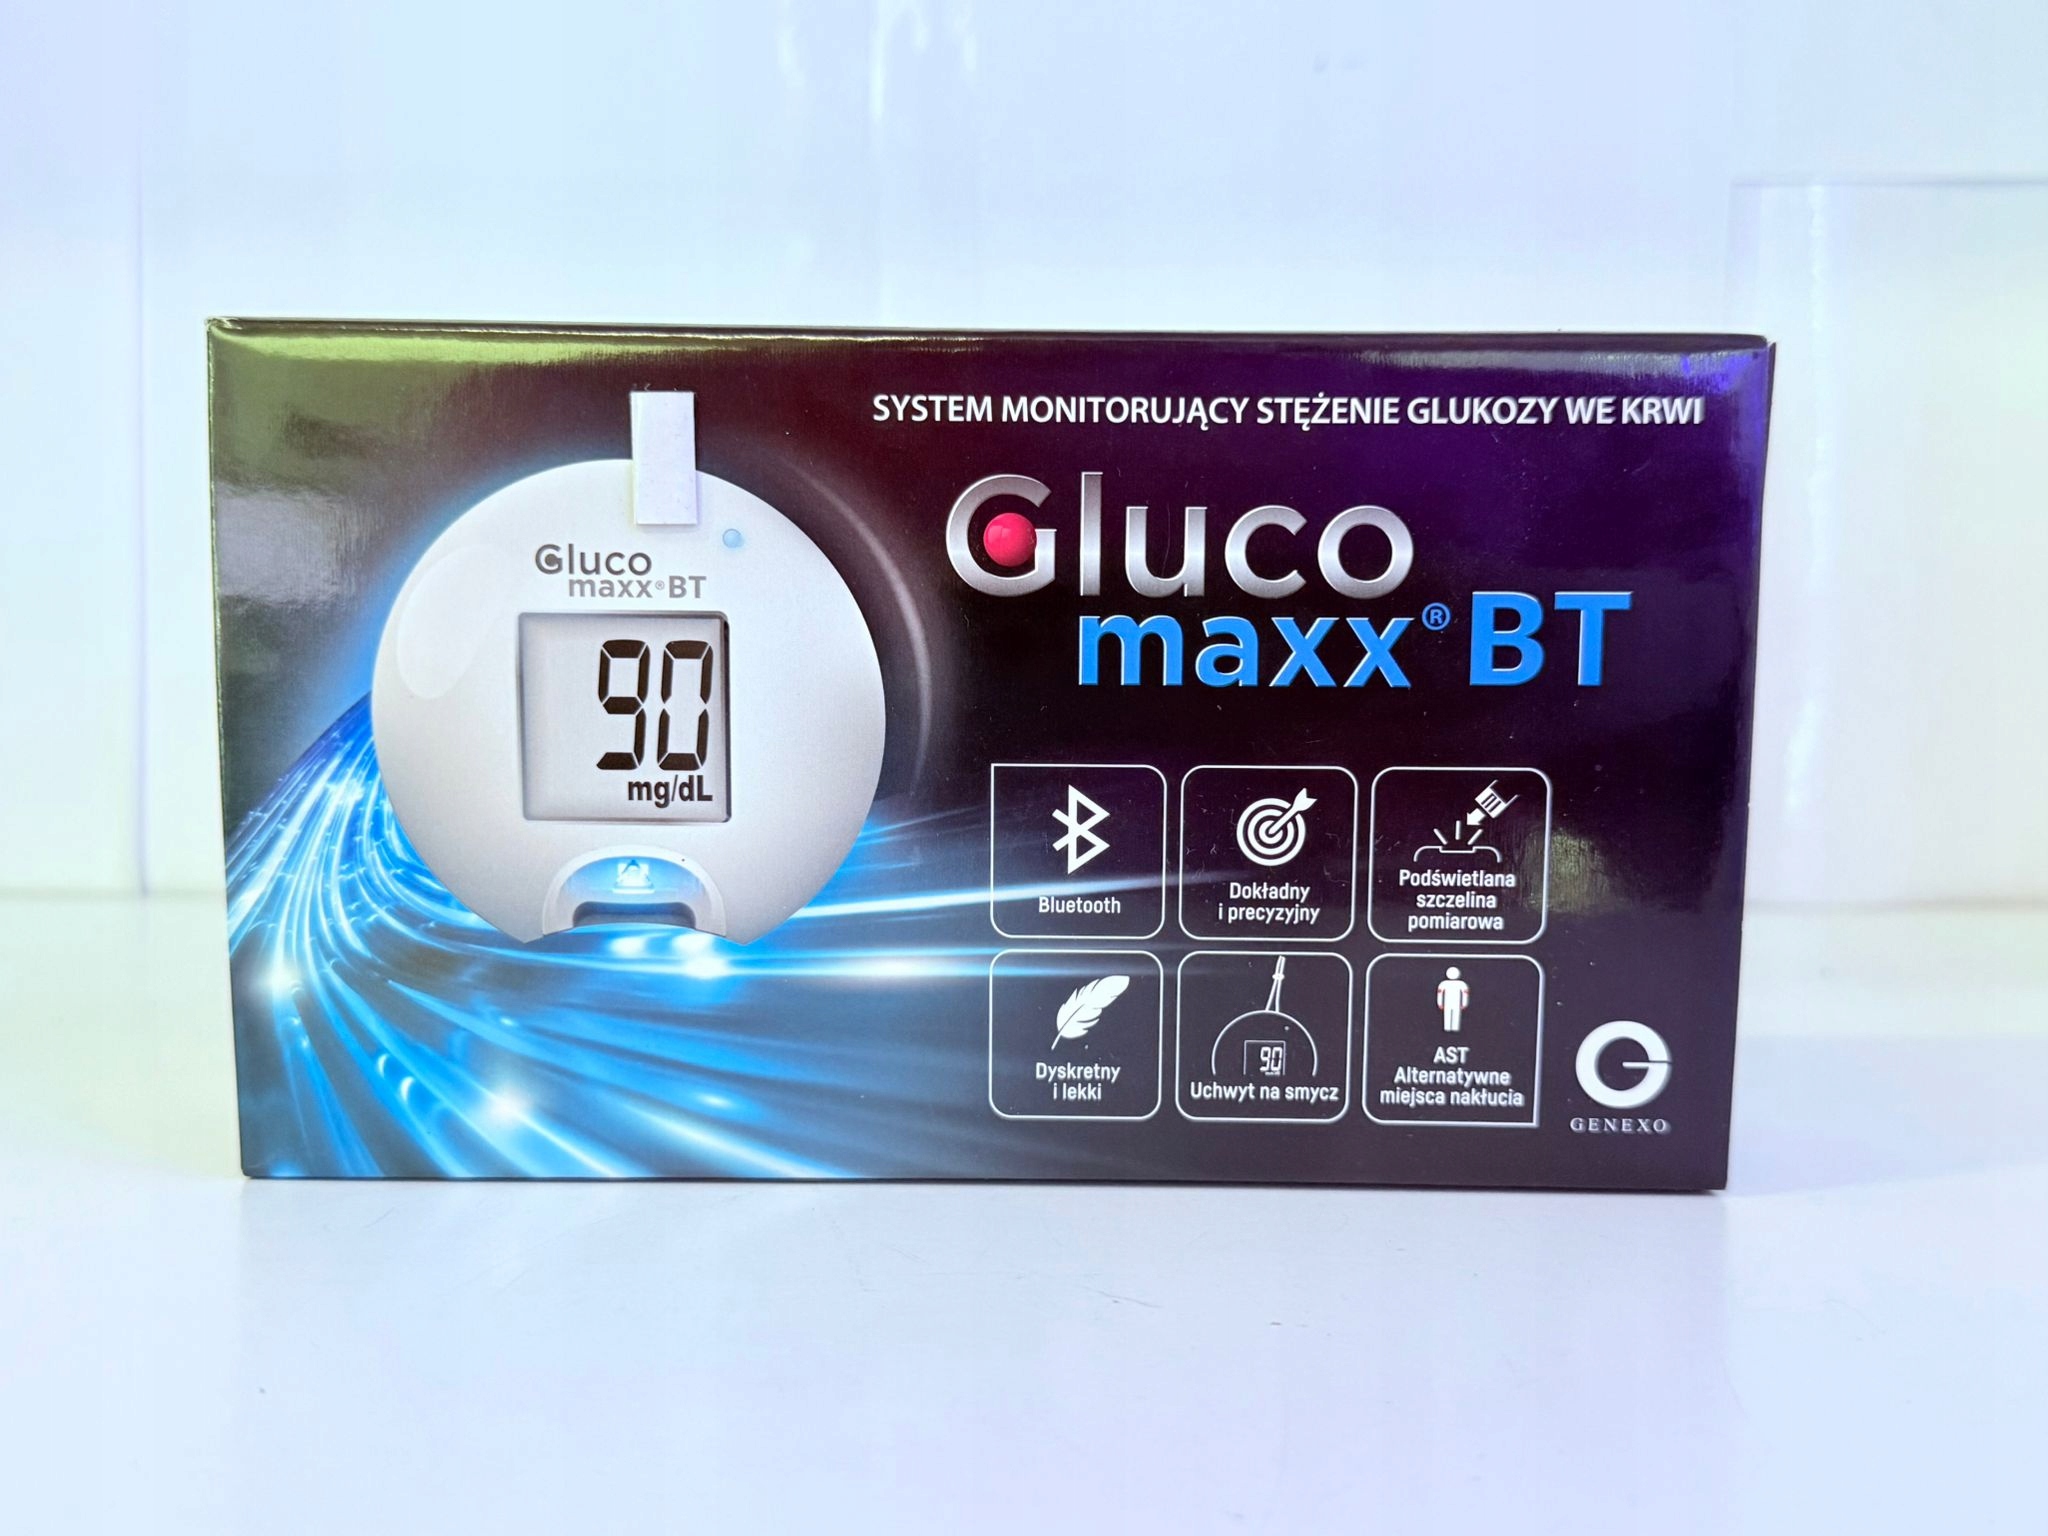 SYSTEM MONITORUJĄCY STĘŻENIE GLUKOZY WE KRWI
Gluco
maxx® BT
Gluco
maxx® BT
90
mg/dL
Bluetooth
Dokładny
i precyzyjny
Podświetlana
szczelina
pomiarowa
Dyskretny
i lekki
90
Uchwyt na smycz
AST
Alternatywne
miejsca nakłucia
GENEXO